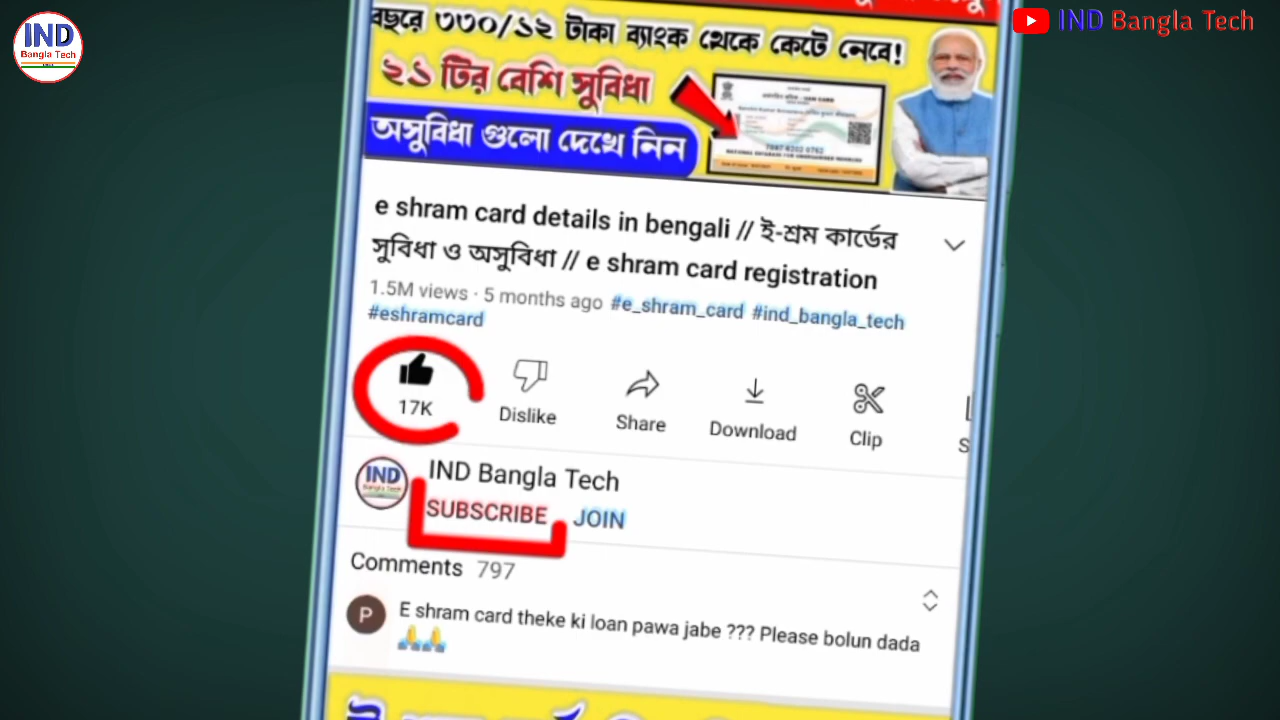 IND
Bangla Tech
IND Bangla Tech
বছরে ৩৩০/১২ টাকা ব্যাংক থেকে কেটে নেবে!
২১ টির বেশি সুবিধা
অসুবিধা গুলো দেখে নিন
e shram card details in bengali // ই-শ্রম কার্ডের
সুবিধা ও অসুবিধা // e shram card registration
1.5M views · 5 months ago #e_shram_card #ind_bangla_tech
#eshramcard
17K
Dislike
Share
Download
Clip
IND
Bangla Tech
IND Bangla Tech
SUBSCRIBE JOIN
Comments 797
P
E shram card theke ki loan pawa jabe ??? Please bolun dada
🙏🙏